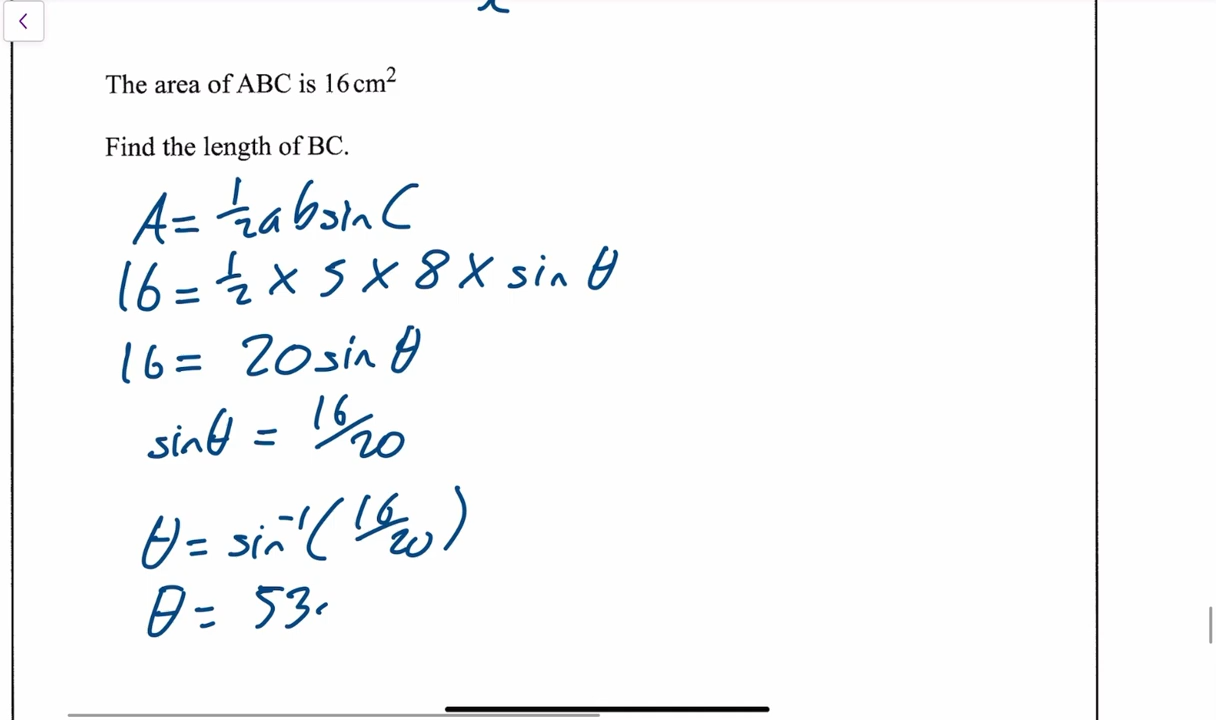 The area of ABC is 16 cm²
Find the length of BC.
A = ½ab sin C
16 = ½ × 5 × 8 × sin θ
16 = 20 sin θ
sin θ = 16/20
θ = sin⁻¹(16/20)
θ = 53.